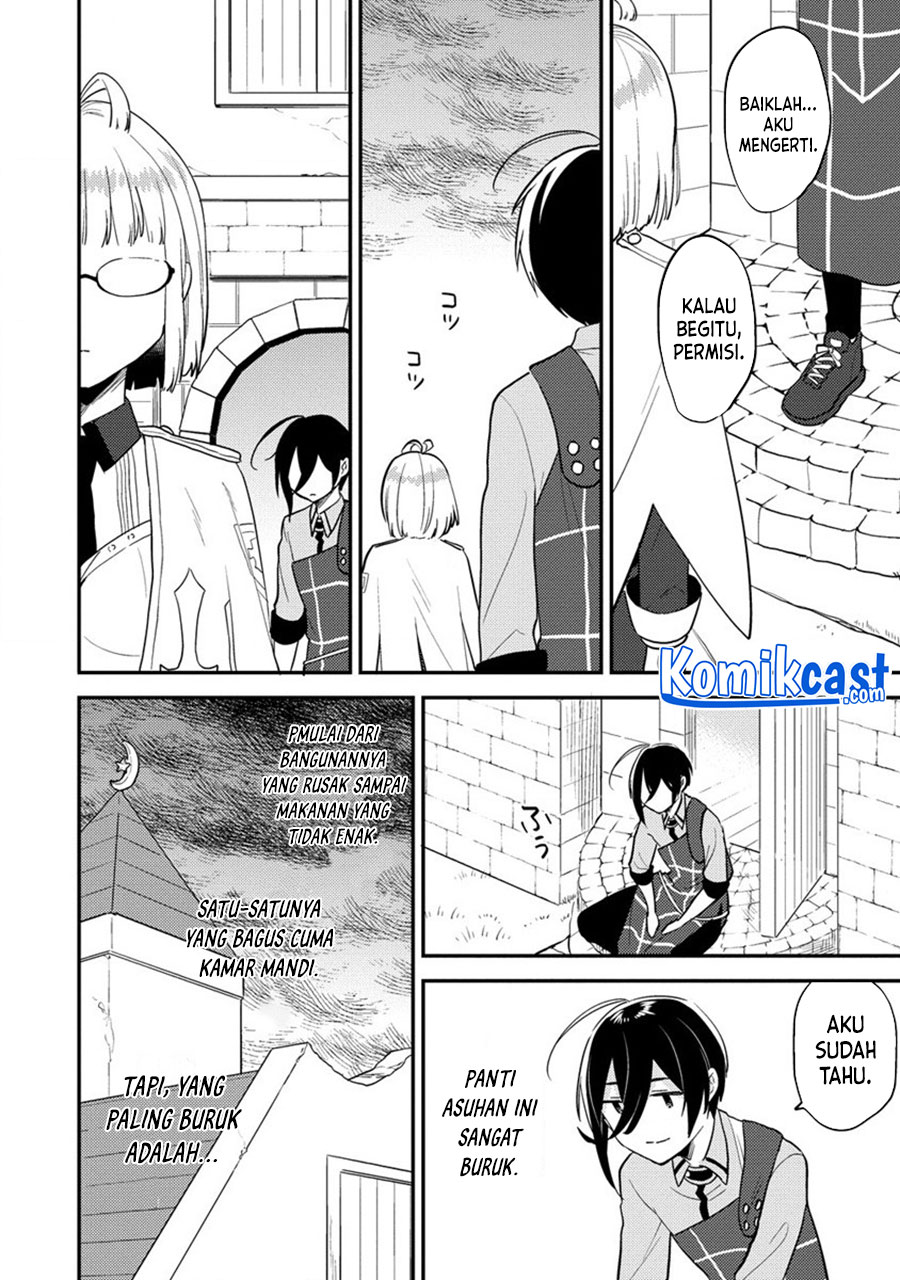 BAIKLAH...
AKU
MENGERTI.
KALAU
BEGITU,
PERMISI.
コツ
コツ
Komikcast
.com
ふぅ
AKU
SUDAH
TAHU.
PANTI
ASUHAN INI
SANGAT
BURUK.
PMULAI DARI
BANGUNANNYA
YANG RUSAK SAMPAI
MAKANAN YANG
TIDAK ENAK.
SATU-SATUNYA
YANG BAGUS CUMA
KAMAR MANDI.
TAPI, YANG
PALING BURUK
ADALAH...